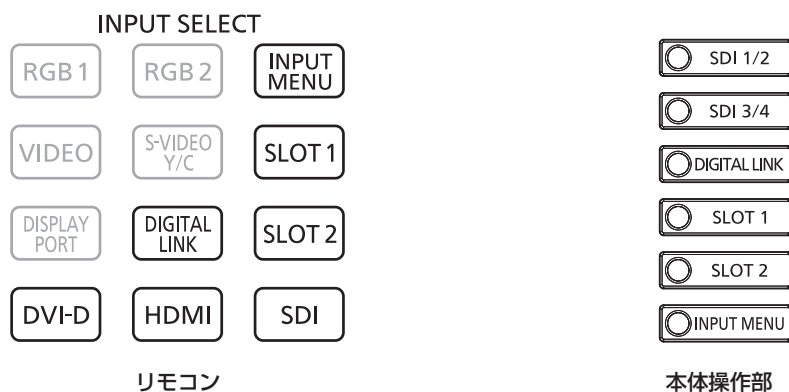 INPUT SELECT
RGB 1
RGB 2
INPUT
MENU
VIDEO
S-VIDEO
Y/C
SLOT 1
DISPLAY
PORT
DIGITAL
LINK
SLOT 2
DVI-D
HDMI
SDI
リモコン
SDI 1/2
SDI 3/4
DIGITAL LINK
SLOT 1
SLOT 2
INPUT MENU
本体操作部